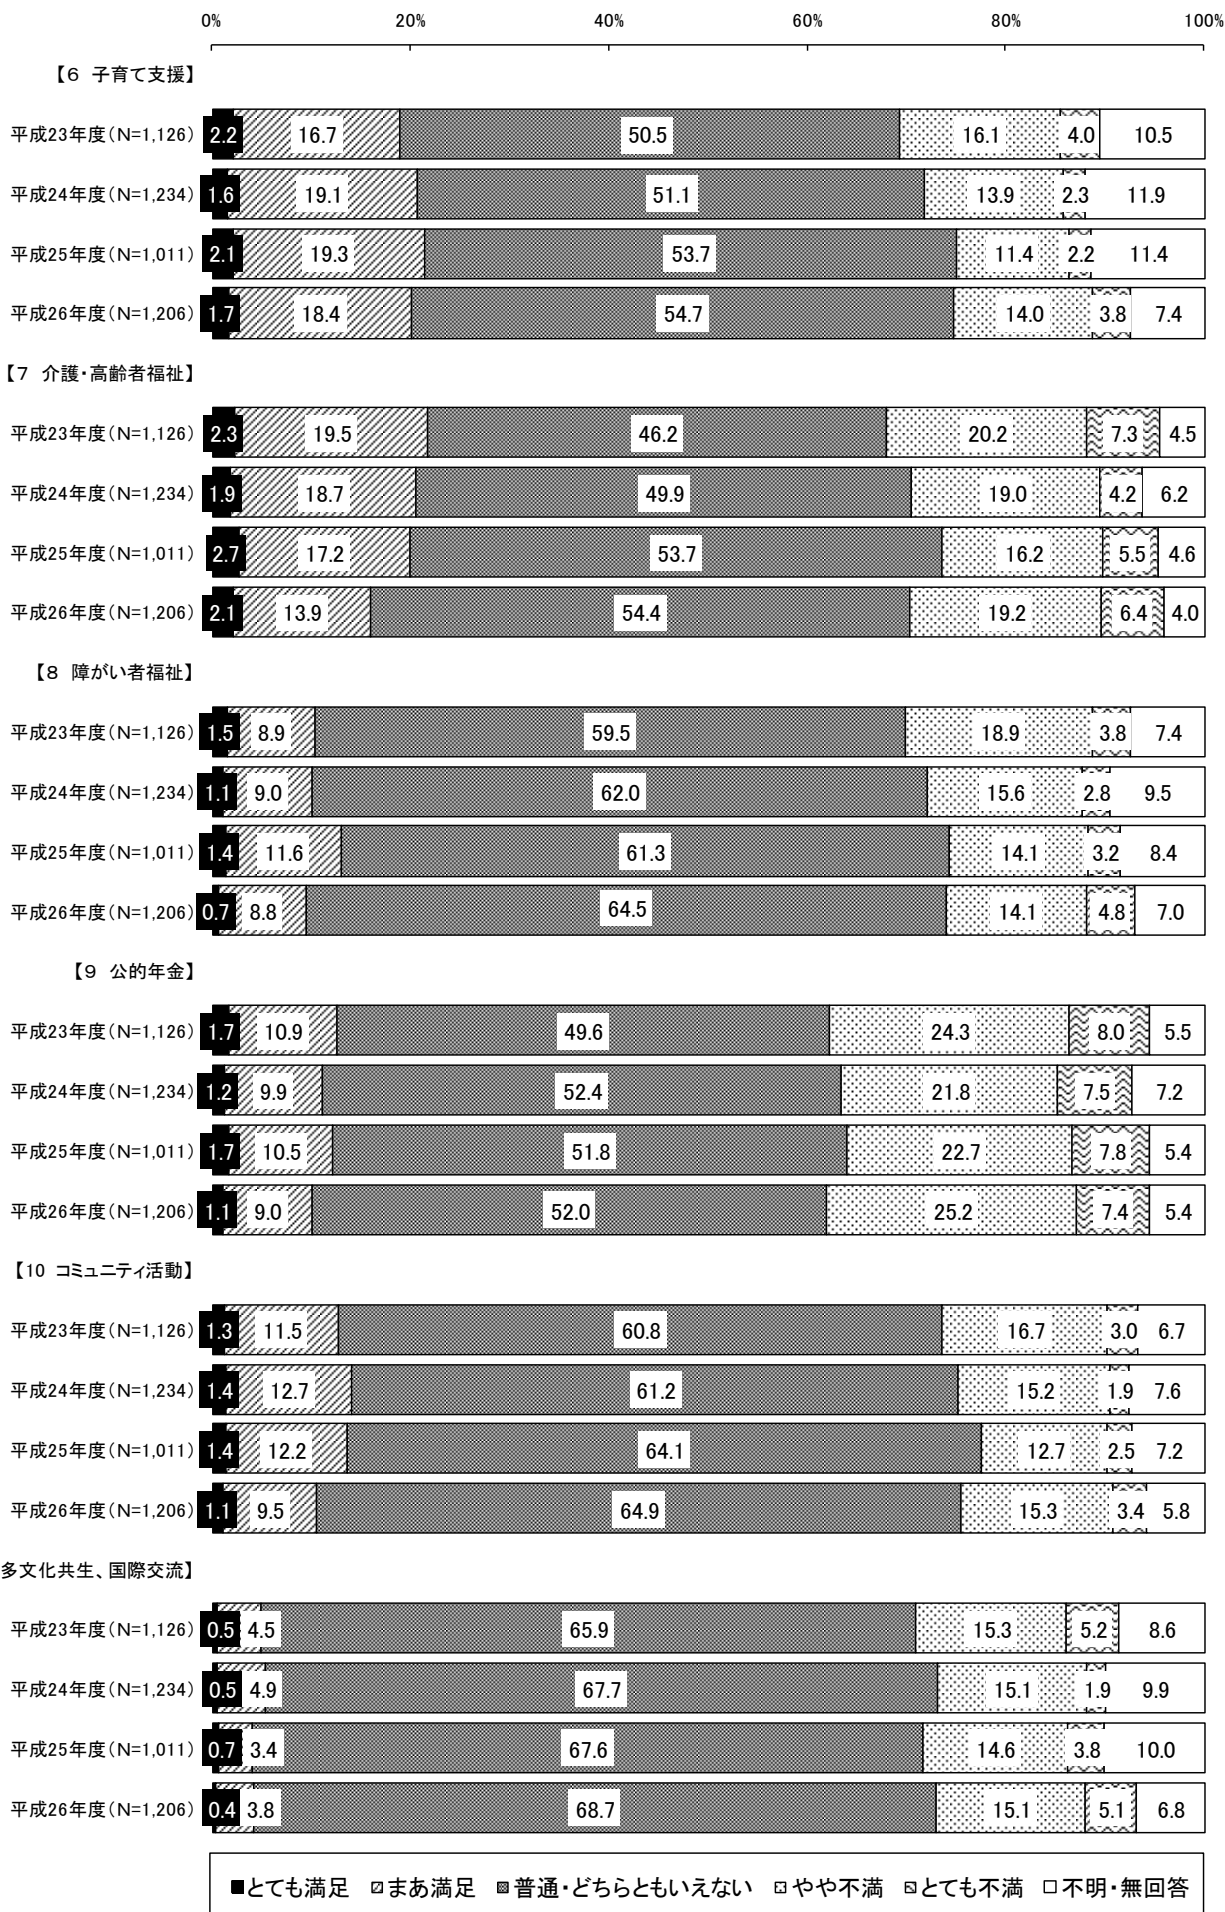 0% 20% 40% 60% 80% 100%
【６ 子育て支援】
平成23年度（N=1,126） 2.2 16.7 50.5 16.1 4.0 10.5
平成24年度（N=1,234） 1.6 19.1 51.1 13.9 2.3 11.9
平成25年度（N=1,011） 2.1 19.3 53.7 11.4 2.2 11.4
平成26年度（N=1,206） 1.7 18.4 54.7 14.0 3.8 7.4
【７ 介護・高齢者福祉】
平成23年度（N=1,126） 2.3 19.5 46.2 20.2 7.3 4.5
平成24年度（N=1,234） 1.9 18.7 49.9 19.0 4.2 6.2
平成25年度（N=1,011） 2.7 17.2 53.7 16.2 5.5 4.6
平成26年度（N=1,206） 2.1 13.9 54.4 19.2 6.4 4.0
【８ 障がい者福祉】
平成23年度（N=1,126） 1.5 8.9 59.5 18.9 3.8 7.4
平成24年度（N=1,234） 1.1 9.0 62.0 15.6 2.8 9.5
平成25年度（N=1,011） 1.4 11.6 61.3 14.1 3.2 8.4
平成26年度（N=1,206） 0.7 8.8 64.5 14.1 4.8 7.0
【９ 公的年金】
平成23年度（N=1,126） 1.7 10.9 49.6 24.3 8.0 5.5
平成24年度（N=1,234） 1.2 9.9 52.4 21.8 7.5 7.2
平成25年度（N=1,011） 1.7 10.5 51.8 22.7 7.8 5.4
平成26年度（N=1,206） 1.1 9.0 52.0 25.2 7.4 5.4
【10 コミュニティ活動】
平成23年度（N=1,126） 1.3 11.5 60.8 16.7 3.0 6.7
平成24年度（N=1,234） 1.4 12.7 61.2 15.2 1.9 7.6
平成25年度（N=1,011） 1.4 12.2 64.1 12.7 2.5 7.2
平成26年度（N=1,206） 1.1 9.5 64.9 15.3 3.4 5.8
多文化共生、国際交流】
平成23年度（N=1,126） 0.5 4.5 65.9 15.3 5.2 8.6
平成24年度（N=1,234） 0.5 4.9 67.7 15.1 1.9 9.9
平成25年度（N=1,011） 0.7 3.4 67.6 14.6 3.8 10.0
平成26年度（N=1,206） 0.4 3.8 68.7 15.1 5.1 6.8
とても満足 まあ満足 普通・どちらともいえない やや不満 とても不満 不明・無回答